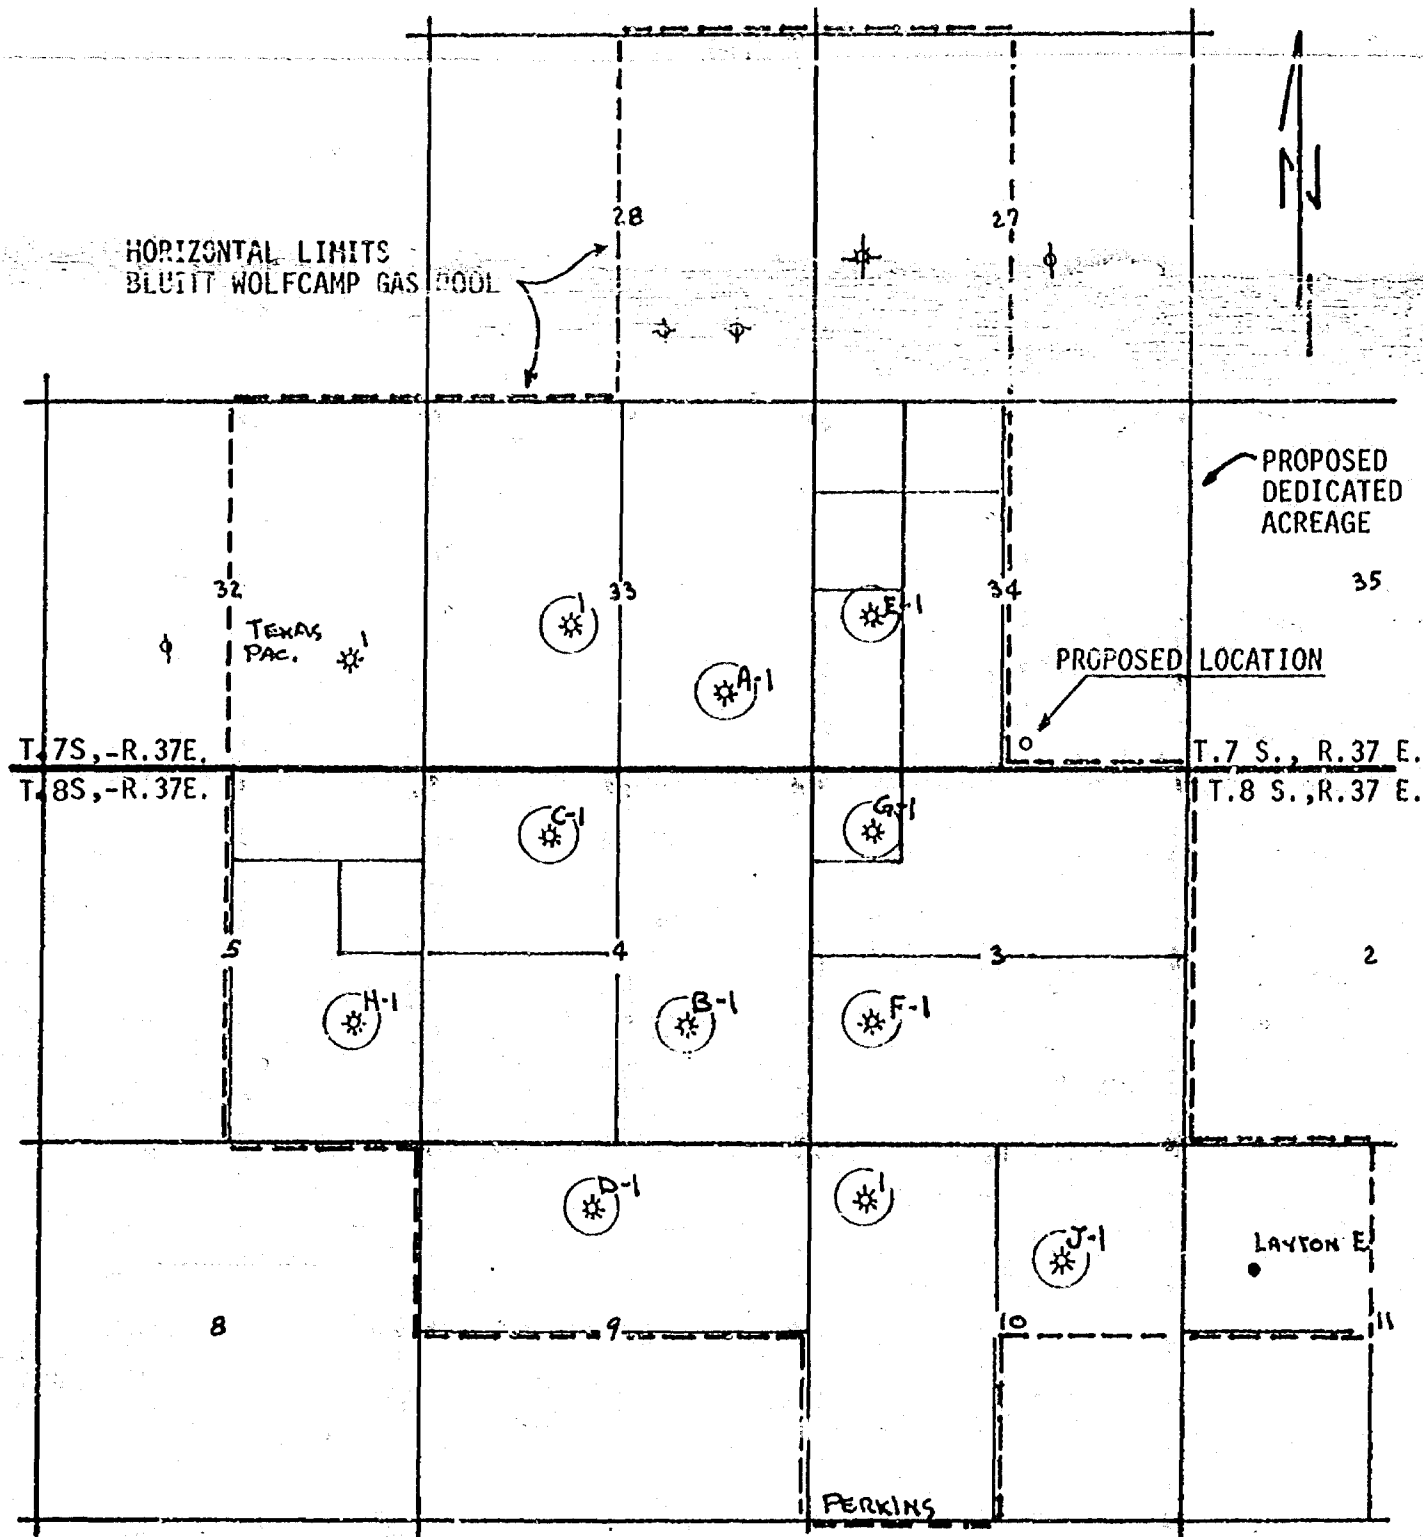 28
27
HORIZONTAL LIMITS
BLUITT WOLFCAMP GAS POOL
N
PROPOSED
DEDICATED
ACREAGE
32
33
34
35
1
E-1
TEXAS
PAC.
1
A-1
PROPOSED LOCATION
T.7S,-R.37E.
T.7 S., R.37 E.
T.8S,-R.37E.
T.8 S.,R.37 E.
C-1
G-1
5
4
3
2
H-1
B-1
F-1
D-1
1
J-1
LAYTON E
8
9
10
11
PERKINS